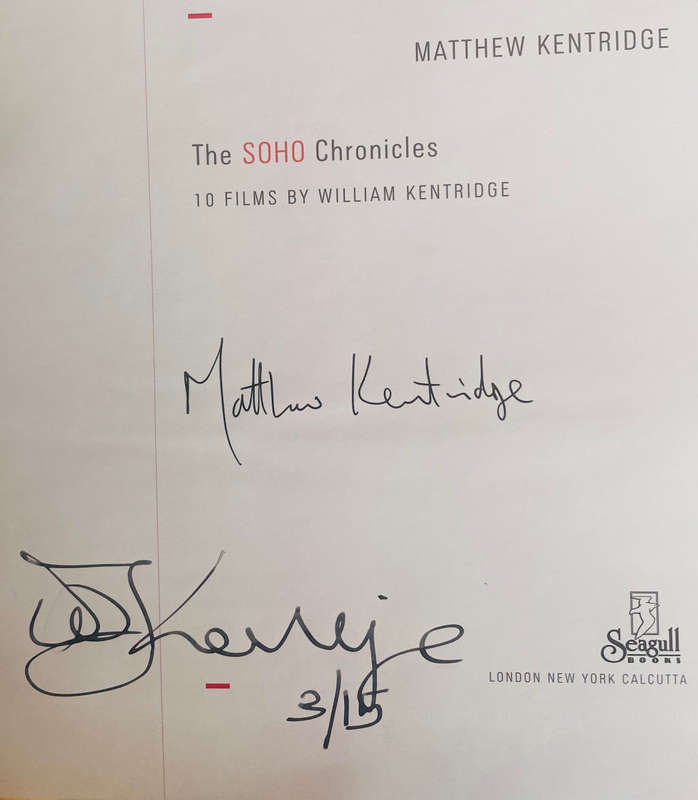 MATTHEW KENTRIDGE
The SOHO Chronicles
10 FILMS BY WILLIAM KENTRIDGE
Matthew Kentridge
Kentridge
3/15
Seagull
BOOKS
LONDON NEW YORK CALCUTTA